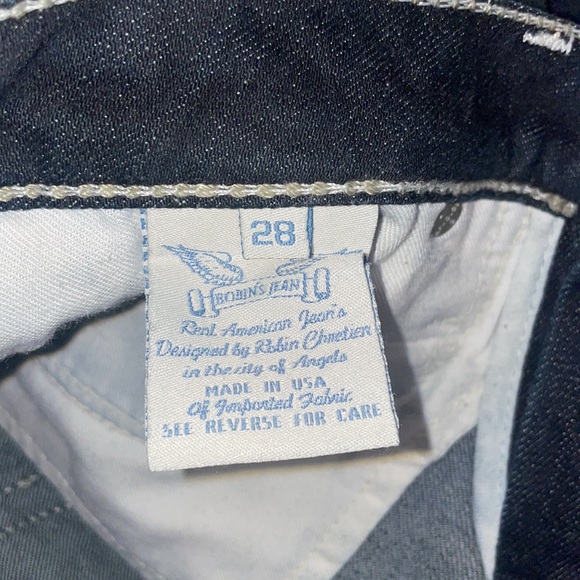 28
ROBIN'S JEAN
Real American Jean's
Designed by Robin Chretien
in the city of Angels
MADE IN USA
Of Imported Fabric
SEE REVERSE FOR CARE